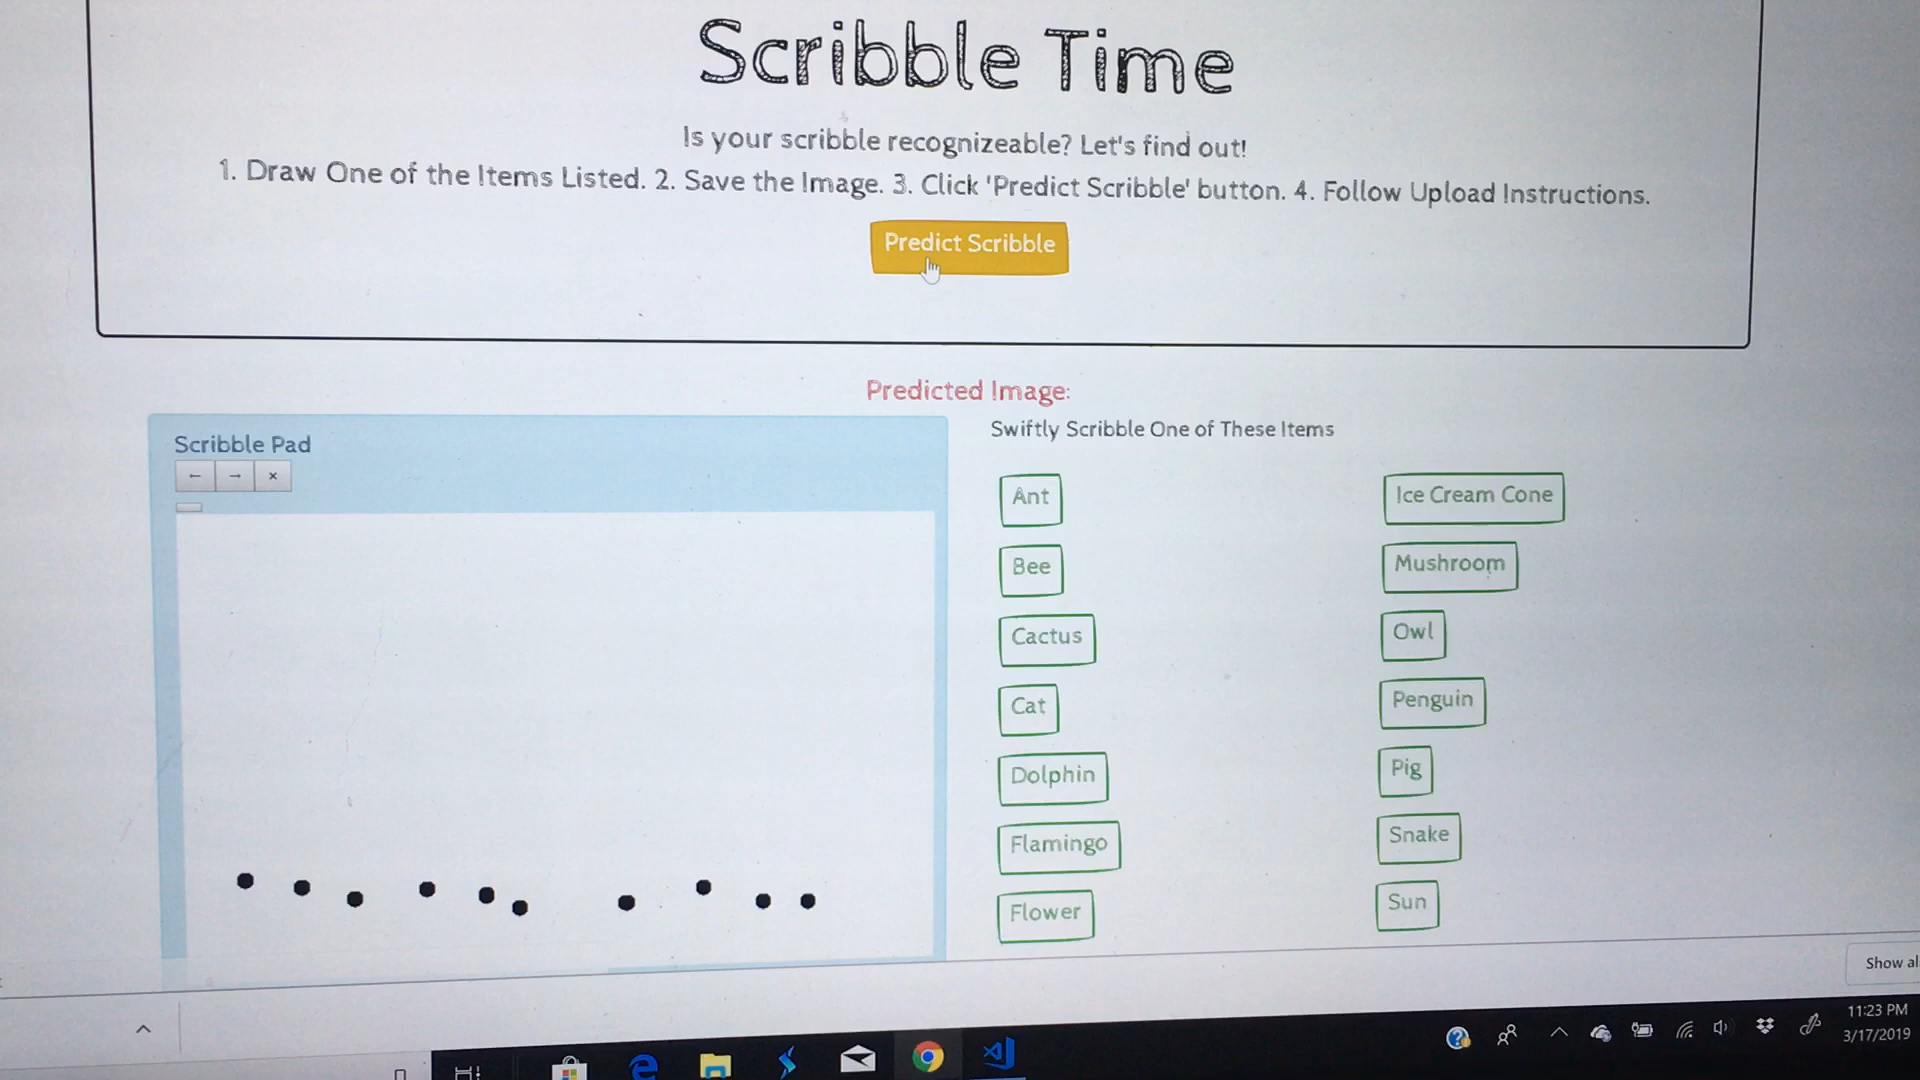 Scribble Time
Is your scribble recognizeable? Let's find out!
1. Draw One of the Items Listed. 2. Save the Image. 3. Click 'Predict Scribble' button. 4. Follow Upload Instructions.
Predict Scribble
Predicted Image:
Scribble Pad
← → ×
Swiftly Scribble One of These Items
Ant
Bee
Cactus
Cat
Dolphin
Flamingo
Flower
Ice Cream Cone
Mushroom
Owl
Penguin
Pig
Snake
Sun
Show al
11:23 PM
3/17/2019